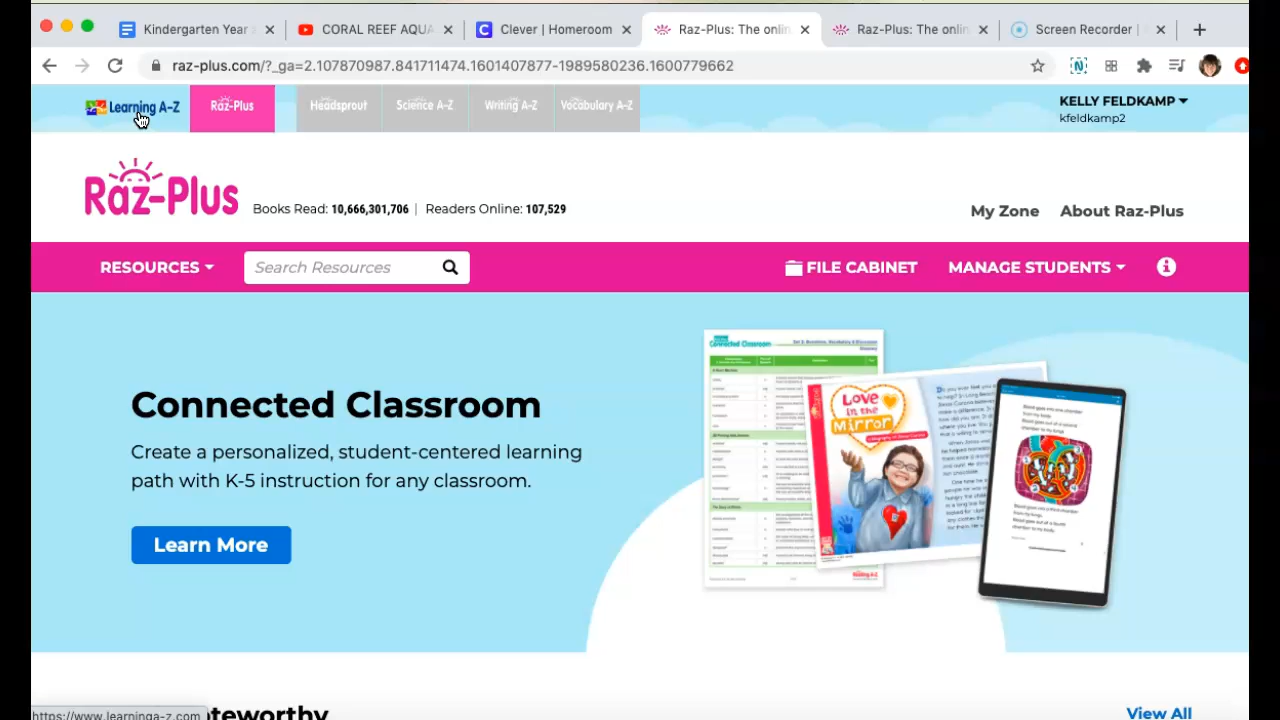 Kindergarten Year
CORAL REEF AQUA
Clever | Homeroom
Raz-Plus: The onlin
Raz-Plus: The onlin
Screen Recorder |
raz-plus.com/?_ga=2.107870987.841711474.1601407877-1989580236.1600779662
Learning A-Z
Raz-Plus
Headsprout
Science A-Z
Writing A-Z
Vocabulary A-Z
KELLY FELDKAMP
kfeldkamp2
Raz-Plus
Books Read: 10,666,301,706 | Readers Online: 107,529
My Zone
About Raz-Plus
RESOURCES
Search Resources
FILE CABINET
MANAGE STUDENTS
Connected Classroom
Create a personalized, student-centered learning
path with K-5 instruction for any classroom.
Learn More
Connected Classroom
Love
in the
Mirror
https://www.learninga-z.com
teworthy
View All